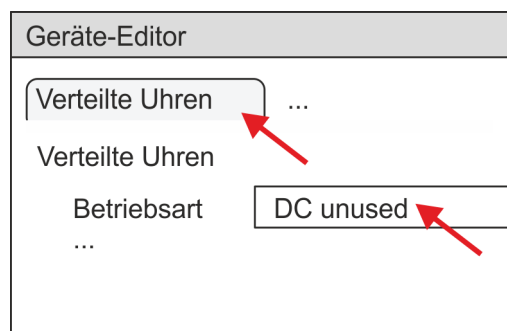 Geräte-Editor
Verteilte Uhren ...
Verteilte Uhren
Betriebsart DC unused
...